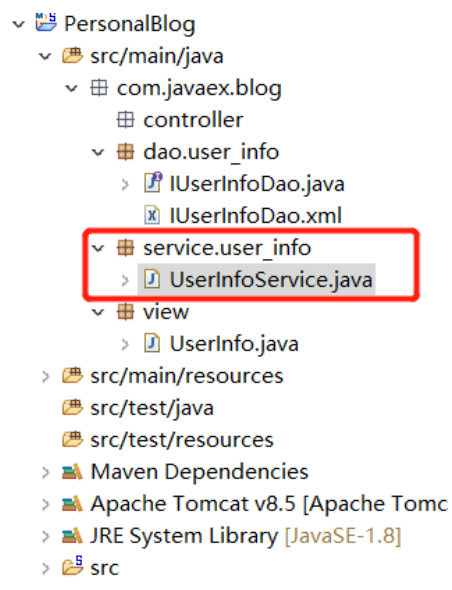 PersonalBlog
src/main/java
com.javaex.blog
controller
dao.user_info
IUserInfoDao.java
IUserInfoDao.xml
service.user_info
UserInfoService.java
view
UserInfo.java
src/main/resources
src/test/java
src/test/resources
Maven Dependencies
Apache Tomcat v8.5 [Apache Tomc
JRE System Library [JavaSE-1.8]
src